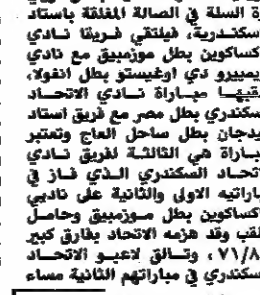 ة السلة في الصالة المغلقة باستاد
سكندرية، فيلتقي فريقا نادي
كساكوين بطل موزمبيق مع نادي
يمييرو دي اوغيستو بطل انغولا،
عقبها مباراة نادي الاتحاد
سكندري بطل مصر مع فريق استاد
يدجان بطل ساحل العاج وتعتبر
ـباراة هي الثالثة لفريق نادي
تحاد السكندري الذي فاز في
باراتيه الاولى والثانية على ناديي
كساكوين بطل موزمبيق وحامل
لقب وقد هزمه الاتحاد بفارق كبير
٧١/٨ ، وتألق لاعبو الاتحاد
سكندري في مباراتهم الثانية مساء